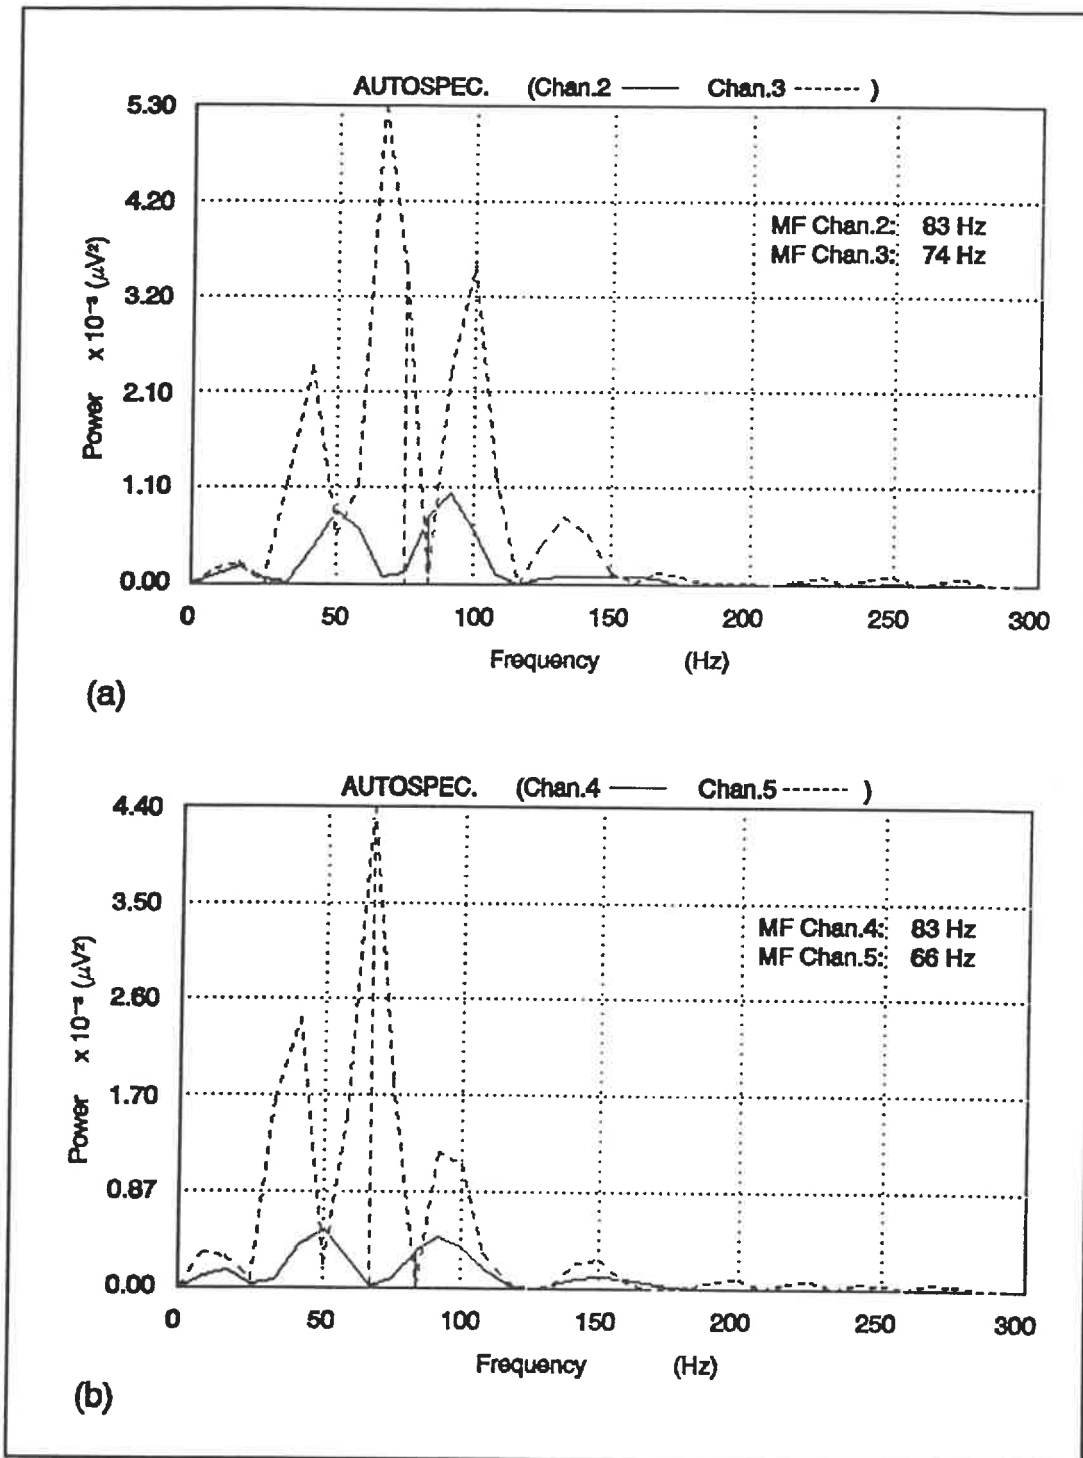 AUTOSPEC. (Chan.2 —— Chan.3 ------ )
5.30
4.20
3.20
2.10
1.10
0.00
Power x 10⁻³ (μV²)
MF Chan.2: 83 Hz
MF Chan.3: 74 Hz
0 50 100 150 200 250 300
Frequency (Hz)
(a)
AUTOSPEC. (Chan.4 —— Chan.5 ------ )
4.40
3.50
2.60
1.70
0.87
0.00
Power x 10⁻³ (μV²)
MF Chan.4: 83 Hz
MF Chan.5: 66 Hz
0 50 100 150 200 250 300
Frequency (Hz)
(b)